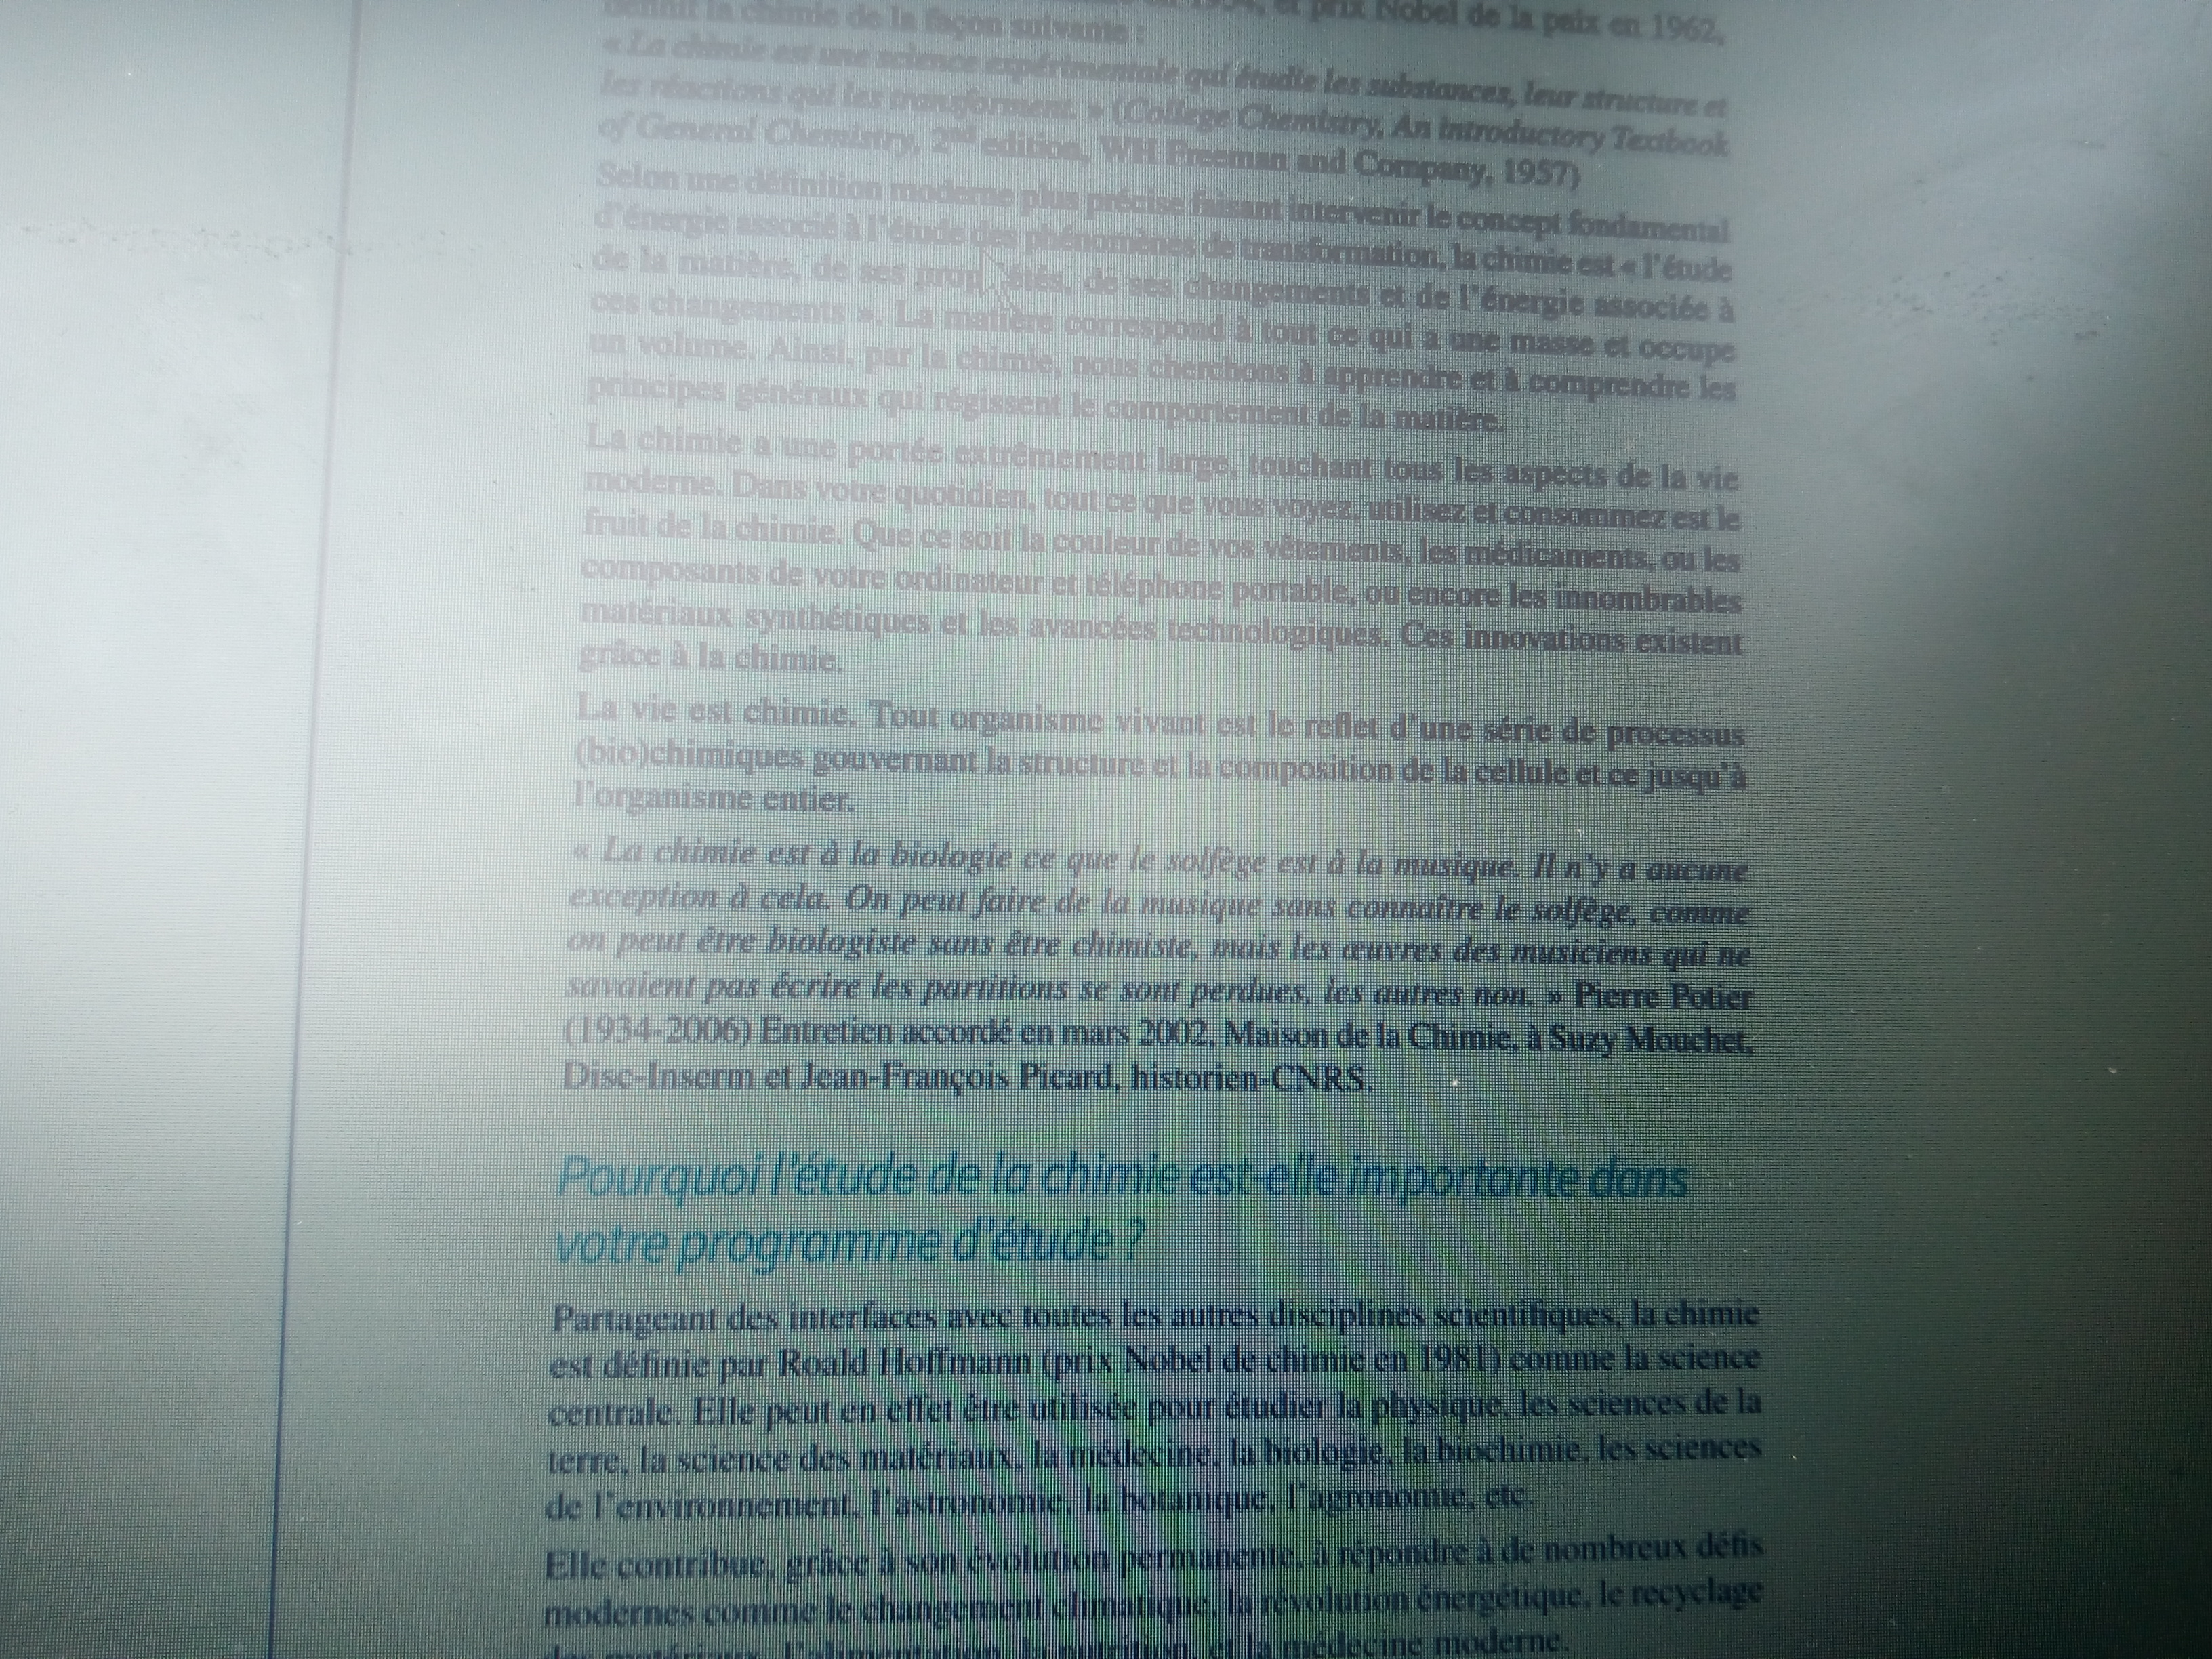 définit la chimie de la façon suivante :
et prix Nobel de la paix en 1962,
« La chimie est une science expérimentale qui étudie les substances, leur structure et
les réactions qui les transforment. » (College Chemistry, An Introductory Textbook
of General Chemistry, 2nd edition, WH Freeman and Company, 1957)
Selon une définition moderne plus précise faisant intervenir le concept fondamental
d'énergie associé à l'étude des phénomènes de transformation, la chimie est « l'étude
de la matière, de ses propriétés, de ses changements et de l'énergie associée à
ces changements ». La matière correspond à tout ce qui a une masse et occupe
un volume. Ainsi, par la chimie, nous cherchons à apprendre et à comprendre les
principes généraux qui régissent le comportement de la matière.
La chimie a une portée extrêmement large, touchant tous les aspects de la vie
moderne. Dans votre quotidien, tout ce que vous voyez, utilisez et consommez est le
fruit de la chimie. Que ce soit la couleur de vos vêtements, les médicaments, ou les
composants de votre ordinateur et téléphone portable, ou encore les innombrables
matériaux synthétiques et les avancées technologiques. Ces innovations existent
grâce à la chimie.
La vie est chimie. Tout organisme vivant est le reflet d'une série de processus
(bio)chimiques gouvernant la structure et la composition de la cellule et ce jusqu'à
l'organisme entier.
« La chimie est à la biologie ce que le solfège est à la musique. Il n'y a aucune
exception à cela. On peut faire de la musique sans connaître le solfège, comme
on peut être biologiste sans être chimiste, mais les œuvres des musiciens qui ne
savaient pas écrire les partitions se sont perdues, les autres non. » Pierre Potier
(1934-2006) Entretien accordé en mars 2002, Maison de la Chimie, à Suzy Mouchet,
Disc-Inserm et Jean-François Picard, historien-CNRS.
Pourquoi l'étude de la chimie est-elle importante dans
votre programme d'étude ?
Partageant des interfaces avec toutes les autres disciplines scientifiques, la chimie
est définie par Roald Hoffmann (prix Nobel de chimie en 1981) comme la science
centrale. Elle peut en effet être utilisée pour étudier la physique, les sciences de la
terre, la science des matériaux, la médecine, la biologie, la biochimie, les sciences
de l'environnement, l'astronomie, la botanique, l'agronomie, etc.
Elle contribue, grâce à son évolution permanente, à répondre à de nombreux défis
modernes comme le changement climatique, la révolution énergétique, le recyclage
des matériaux, l'alimentation, la nutrition, et la médecine moderne.